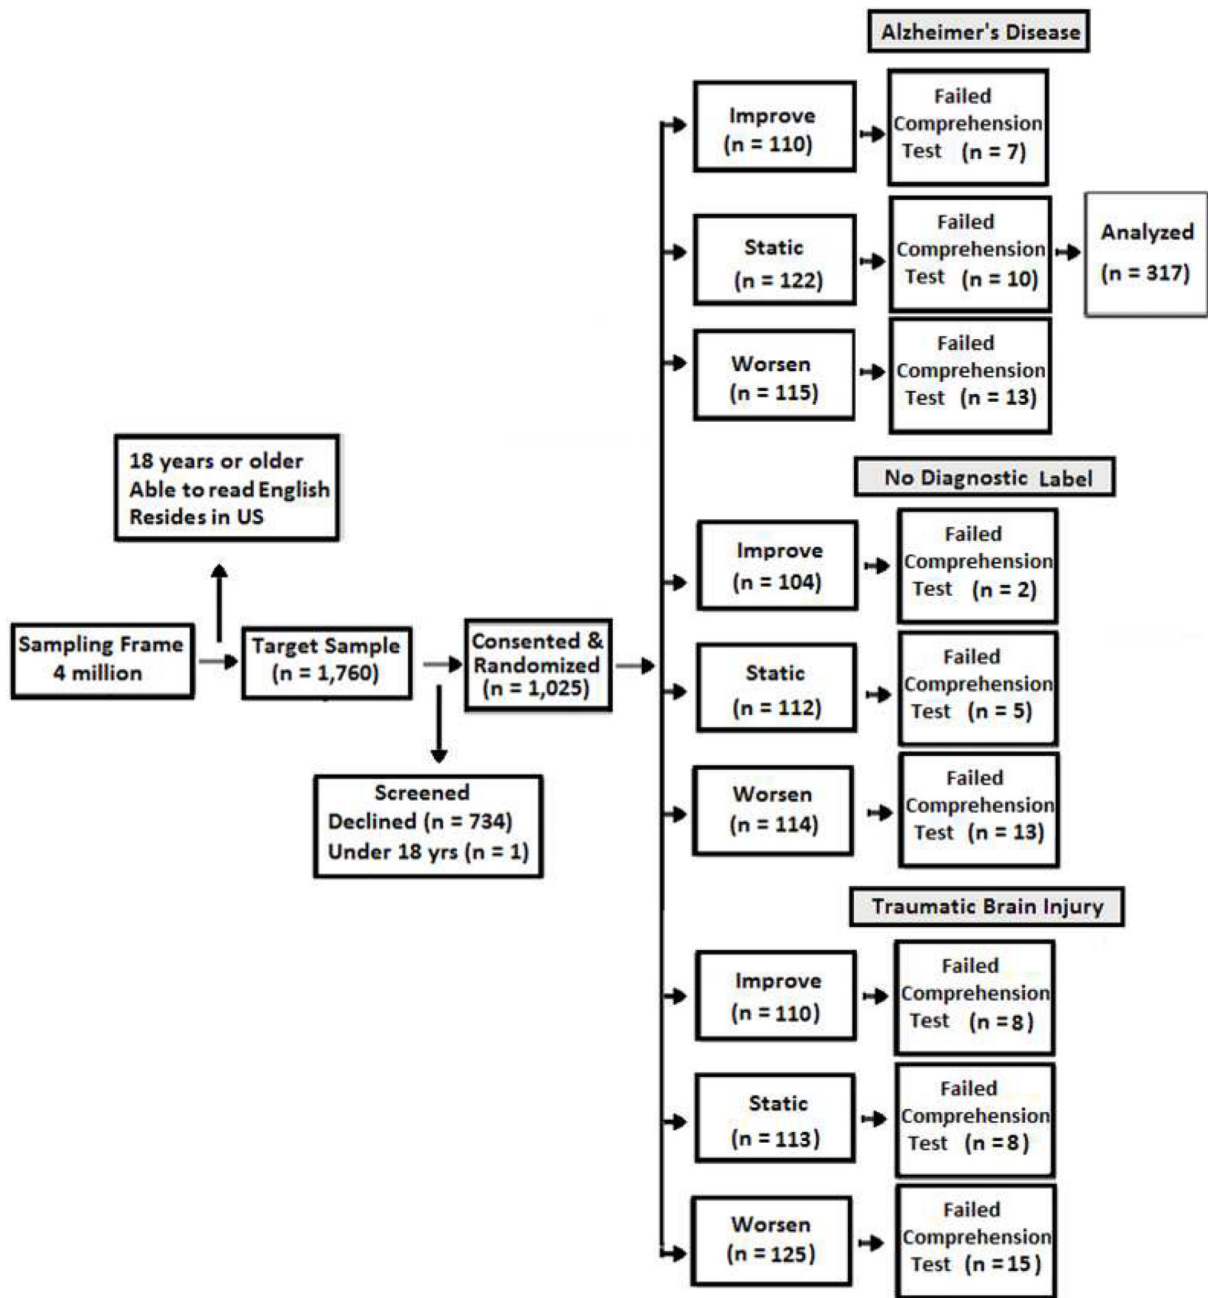 Alzheimer's Disease
Improve
(n = 110)
Failed
Comprehension
Test (n = 7)
Static
(n = 122)
Failed
Comprehension
Test (n = 10)
Analyzed
(n = 317)
Worsen
(n = 115)
Failed
Comprehension
Test (n = 13)
18 years or older
Able to read English
Resides in US
Sampling Frame
4 million
Target Sample
(n = 1,760)
Consented &
Randomized
(n = 1,025)
Screened
Declined (n = 734)
Under 18 yrs (n = 1)
No Diagnostic Label
Improve
(n = 104)
Failed
Comprehension
Test (n = 2)
Static
(n = 112)
Failed
Comprehension
Test (n = 5)
Worsen
(n = 114)
Failed
Comprehension
Test (n = 13)
Traumatic Brain Injury
Improve
(n = 110)
Failed
Comprehension
Test (n =8)
Static
(n = 113)
Failed
Comprehension
Test (n =8)
Worsen
(n = 125)
Failed
Comprehension
Test (n =15)